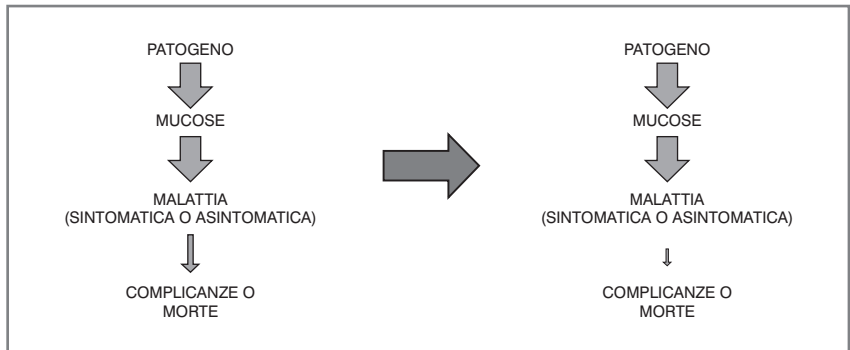 PATOGENO
MUCOSE
MALATTIA
(SINTOMATICA O ASINTOMATICA)
COMPLICANZE O
MORTE
PATOGENO
MUCOSE
MALATTIA
(SINTOMATICA O ASINTOMATICA)
COMPLICANZE O
MORTE